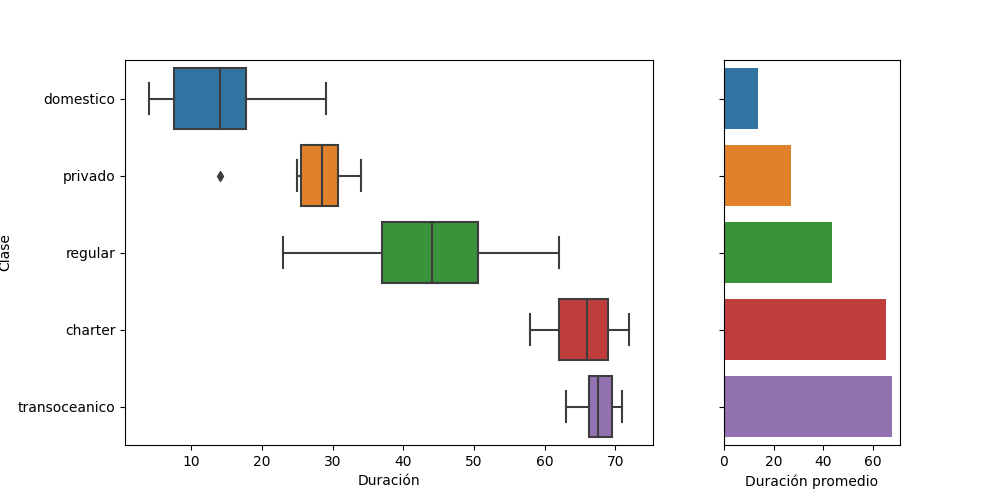 domestico
privado
regular
charter
transoceanico
Clase
10 20 30 40 50 60 70
Duración
0 20 40 60
Duración promedio